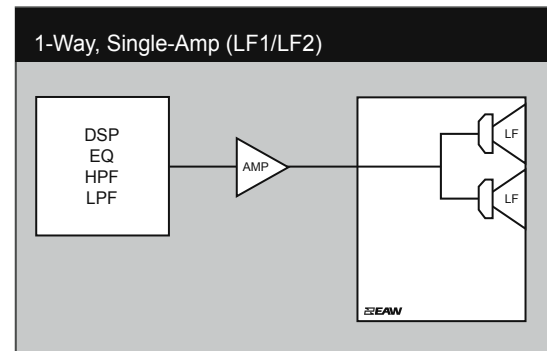 1-Way, Single-Amp (LF1/LF2)
DSP
EQ
HPF
LPF
AMP
LF
LF
EAW